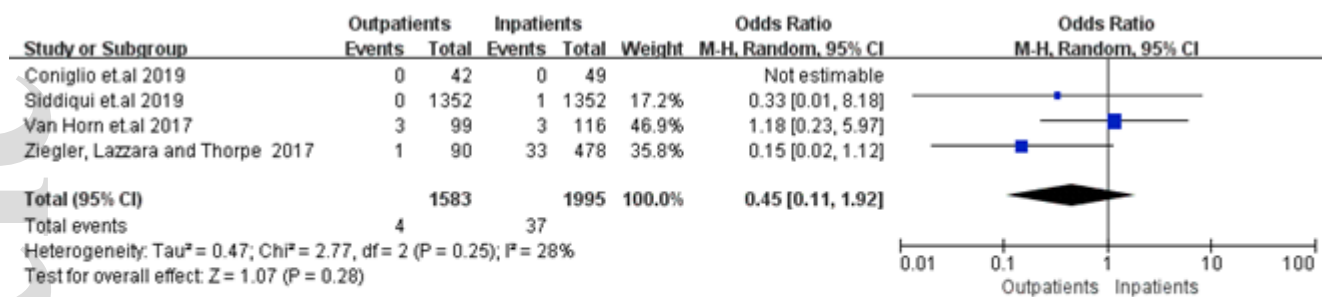 Outpatients Inpatients Odds Ratio Odds Ratio
Study or Subgroup Events Total Events Total Weight M-H, Random, 95% CI M-H, Random, 95% CI
Coniglio et.al 2019 0 42 0 49 Not estimable
Siddiqui et.al 2019 0 1352 1 1352 17.2% 0.33 [0.01, 8.18]
Van Horn et.al 2017 3 99 3 116 46.9% 1.18 [0.23, 5.97]
Ziegler, Lazzara and Thorpe 2017 1 90 33 478 35.8% 0.15 [0.02, 1.12]
Total (95% CI) 1583 1995 100.0% 0.45 [0.11, 1.92]
Total events 4 37
Heterogeneity: Tau² = 0.47; Chi² = 2.77, df = 2 (P = 0.25); I² = 28%
Test for overall effect: Z = 1.07 (P = 0.28)
0.01 0.1 1 10 100
Outpatients Inpatients